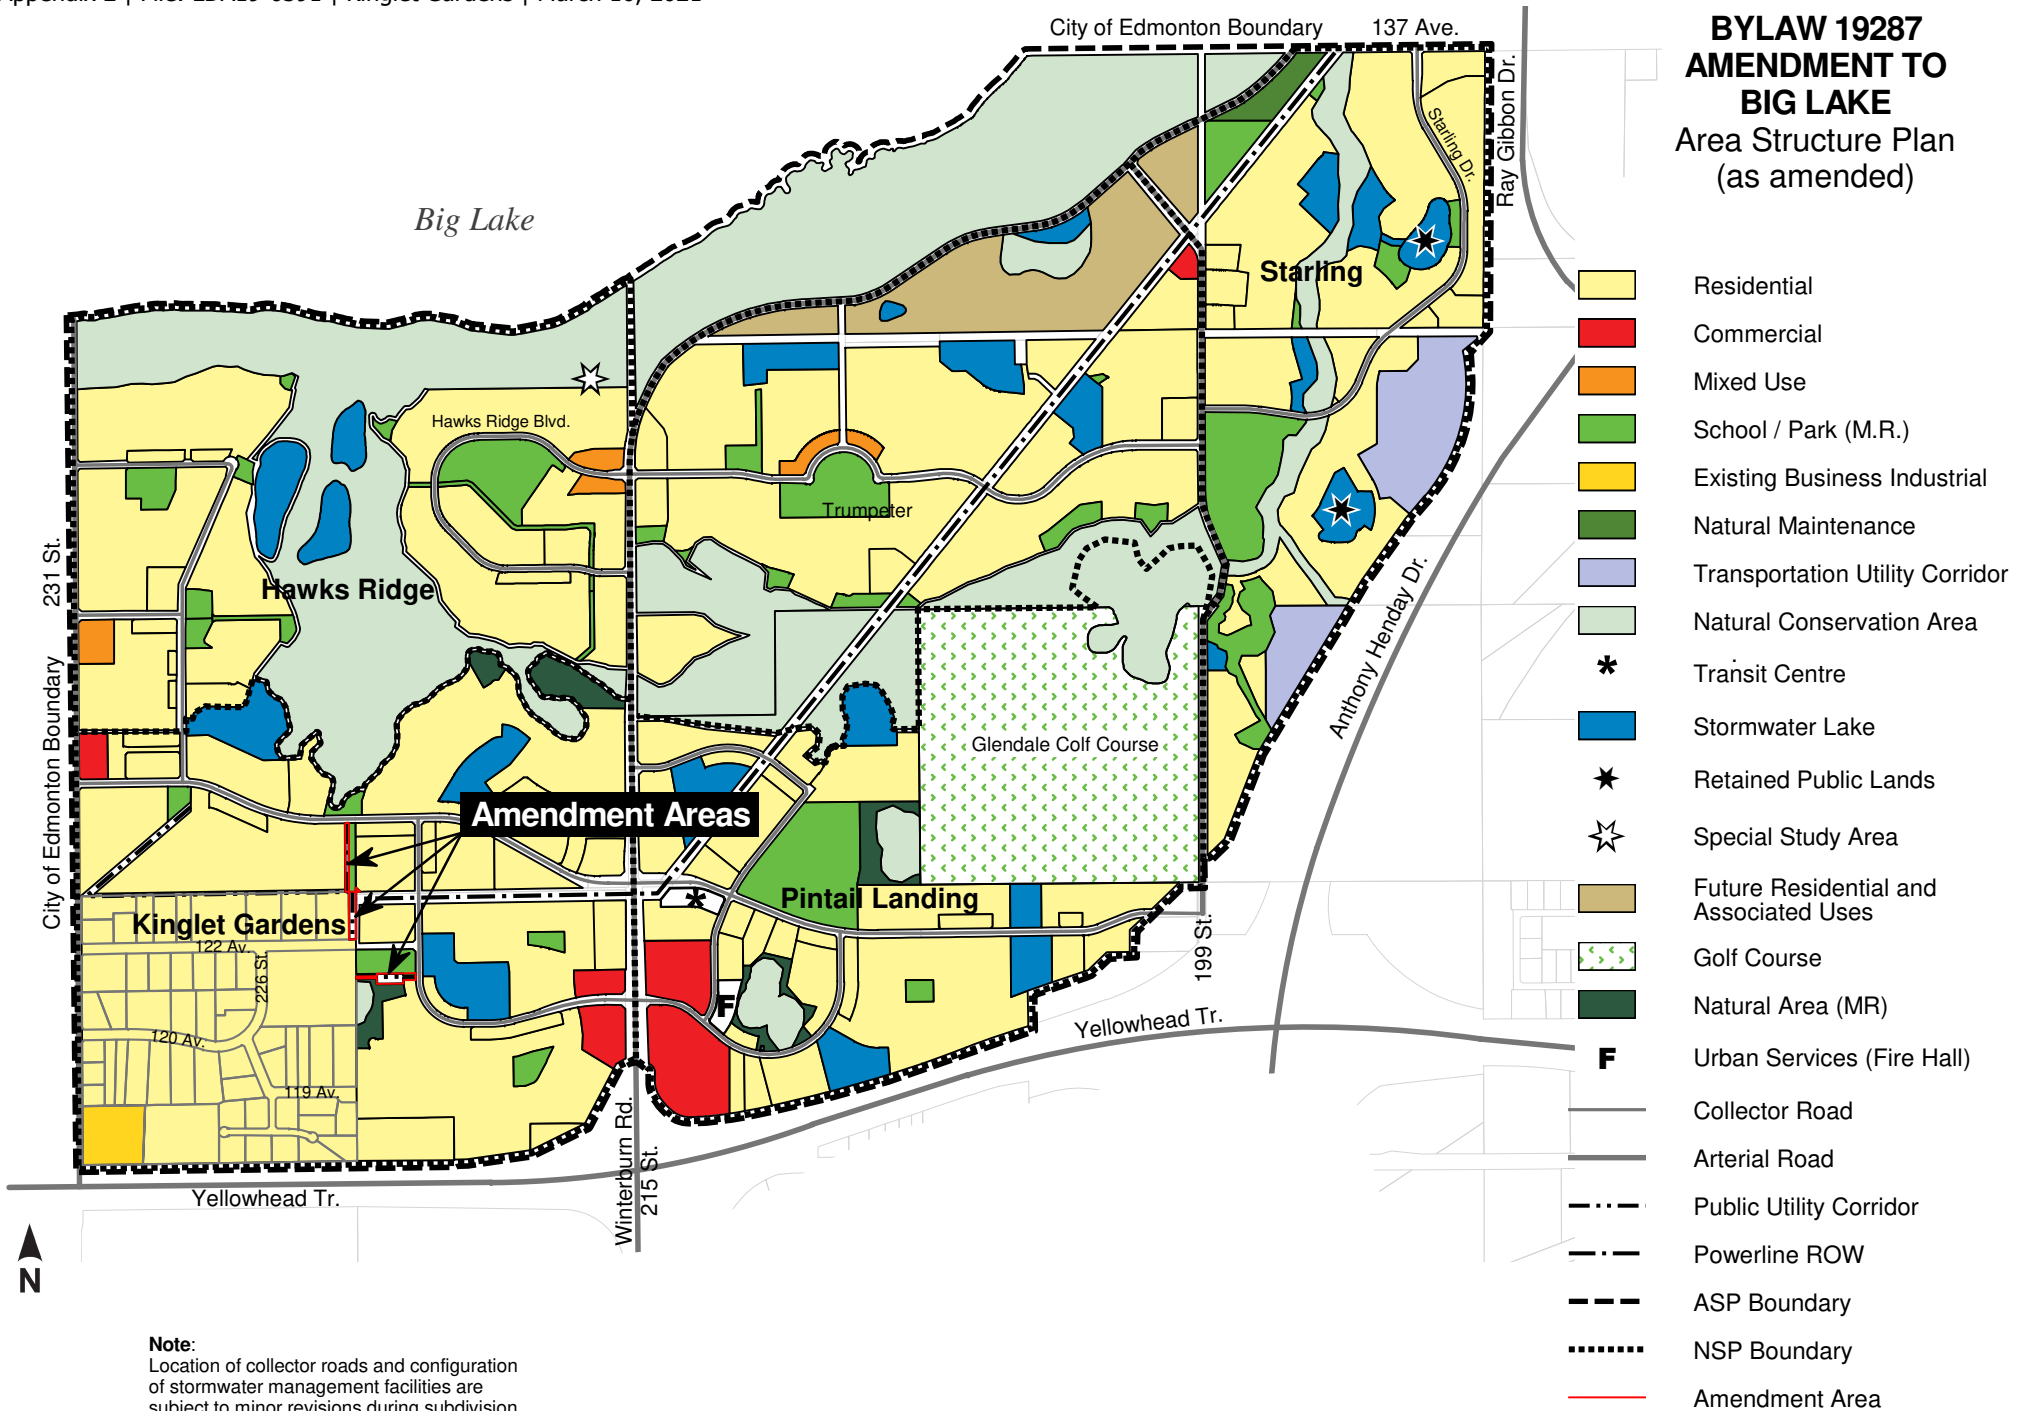 City of Edmonton Boundary
137 Ave.
BYLAW 19287
AMENDMENT TO
BIG LAKE
Area Structure Plan
(as amended)
Ray Gibbon Dr.
Starling Dr.
Big Lake
Starling
Residential
Commercial
Mixed Use
School / Park (M.R.)
Existing Business Industrial
Natural Maintenance
Transportation Utility Corridor
Natural Conservation Area
Transit Centre
Stormwater Lake
Retained Public Lands
Special Study Area
Future Residential and
Associated Uses
Golf Course
Natural Area (MR)
F
Urban Services (Fire Hall)
Collector Road
Arterial Road
Public Utility Corridor
Powerline ROW
ASP Boundary
NSP Boundary
Amendment Area
Hawks Ridge Blvd.
Trumpeter
231 St.
Hawks Ridge
City of Edmonton Boundary
Anthony Henday Dr.
Glendale Colf Course
Amendment Areas
Pintail Landing
Kinglet Gardens
122 Av.
226 St.
199 St.
F
120 Av.
Yellowhead Tr.
119 Av.
Winterburn Rd.
215 St.
Yellowhead Tr.
N
Note:
Location of collector roads and configuration
of stormwater management facilities are
subject to minor revisions during subdivision